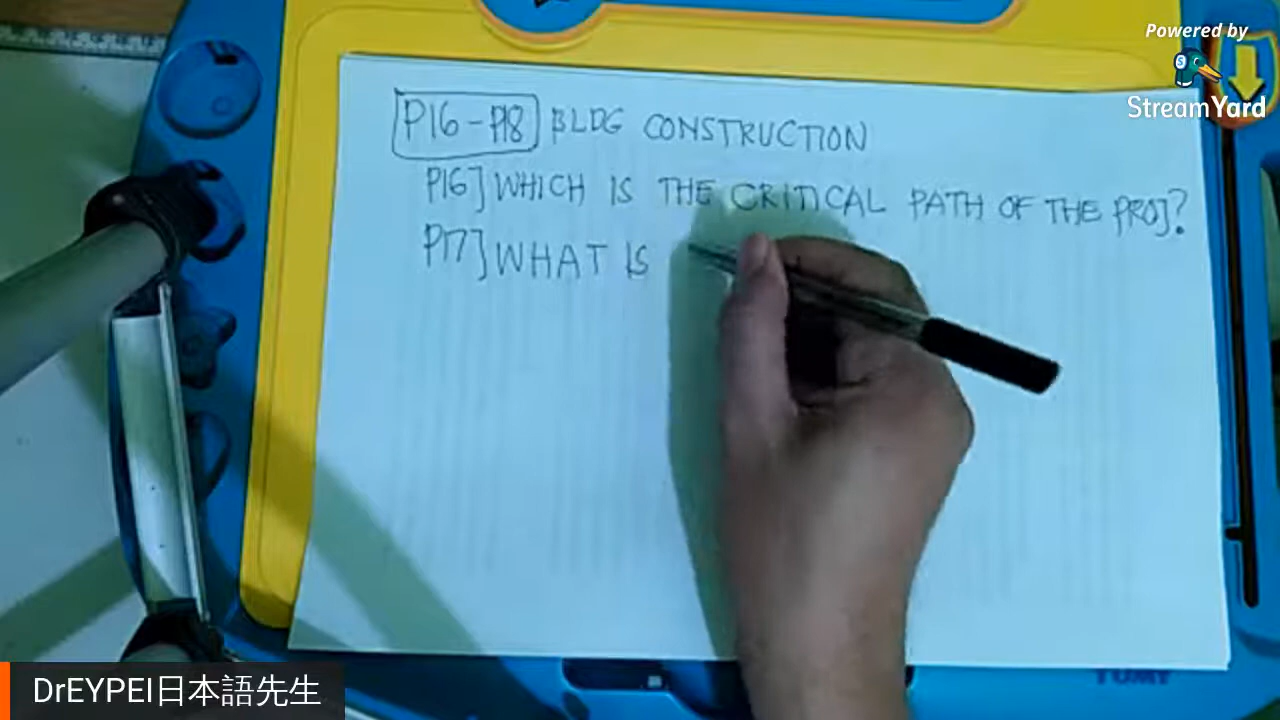 Powered by
StreamYard
P16-P18 BLDG CONSTRUCTION
P16] WHICH IS THE CRITICAL PATH OF THE PROJ?
P17] WHAT IS
TOMY
DrEYPEI日本語先生